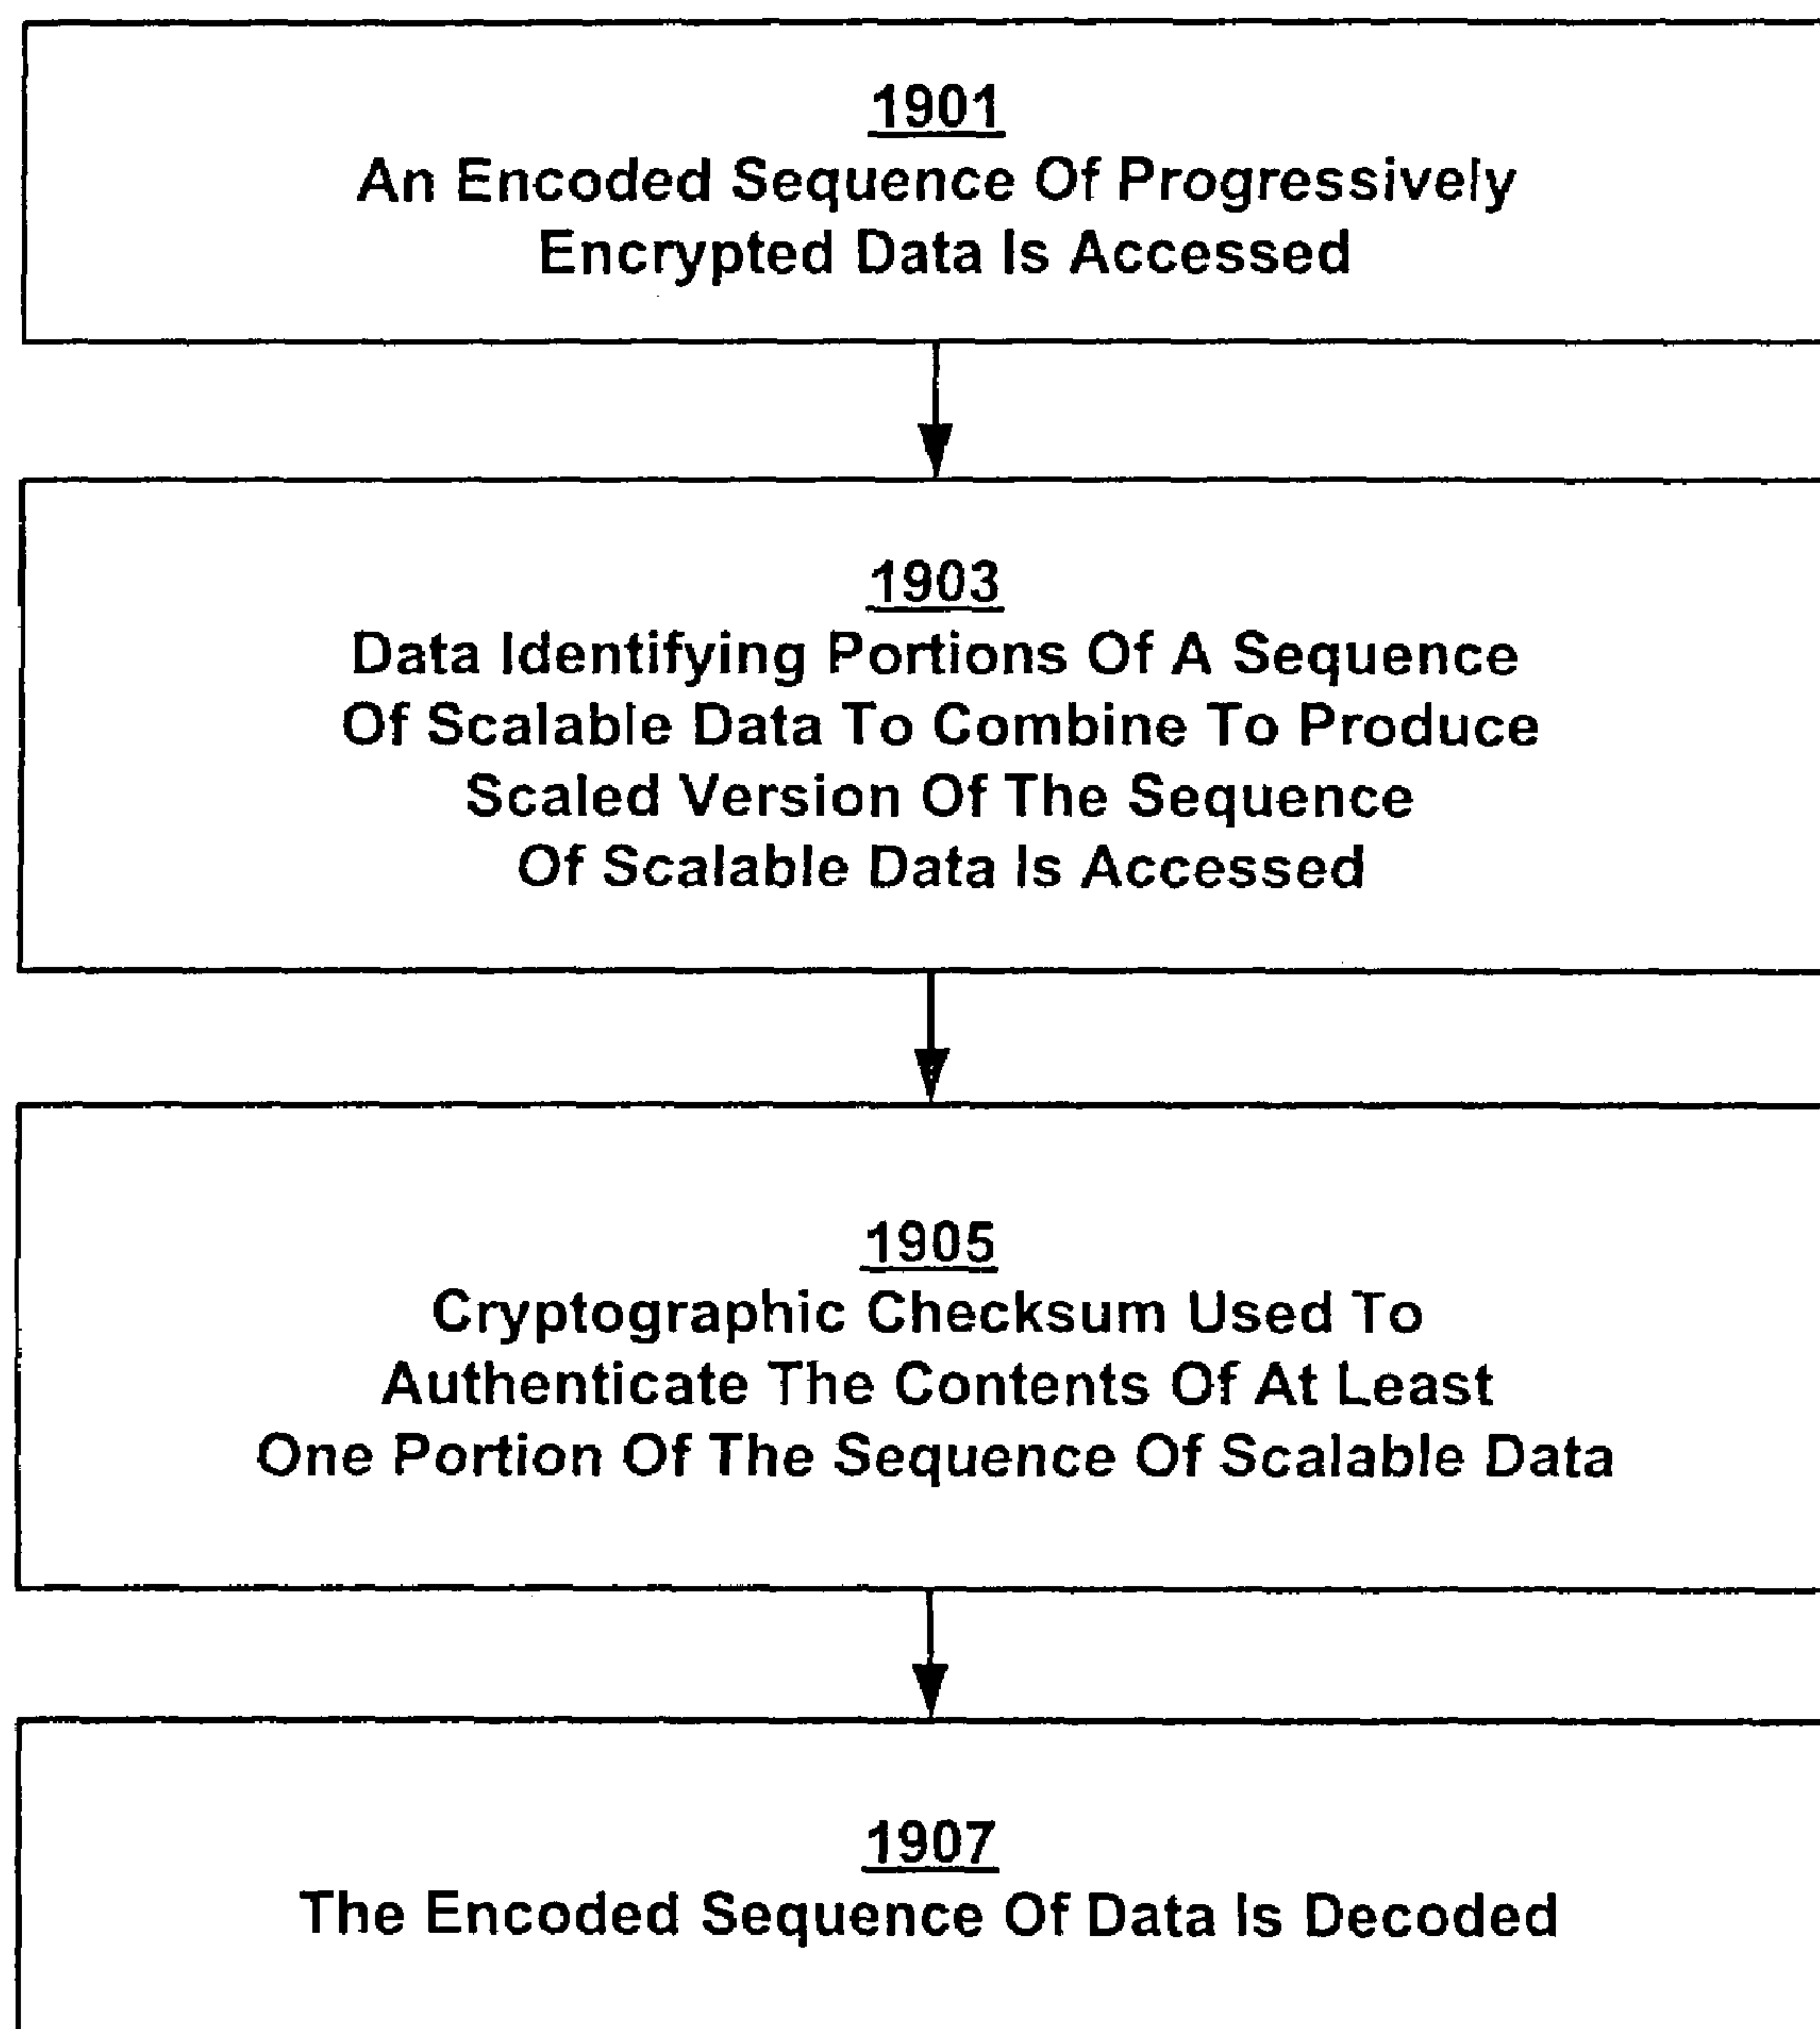 1901
An Encoded Sequence Of Progressively
Encrypted Data Is Accessed
1903
Data Identifying Portions Of A Sequence
Of Scalable Data To Combine To Produce
Scaled Version Of The Sequence
Of Scalable Data Is Accessed
1905
Cryptographic Checksum Used To
Authenticate The Contents Of At Least
One Portion Of The Sequence Of Scalable Data
1907
The Encoded Sequence Of Data Is Decoded